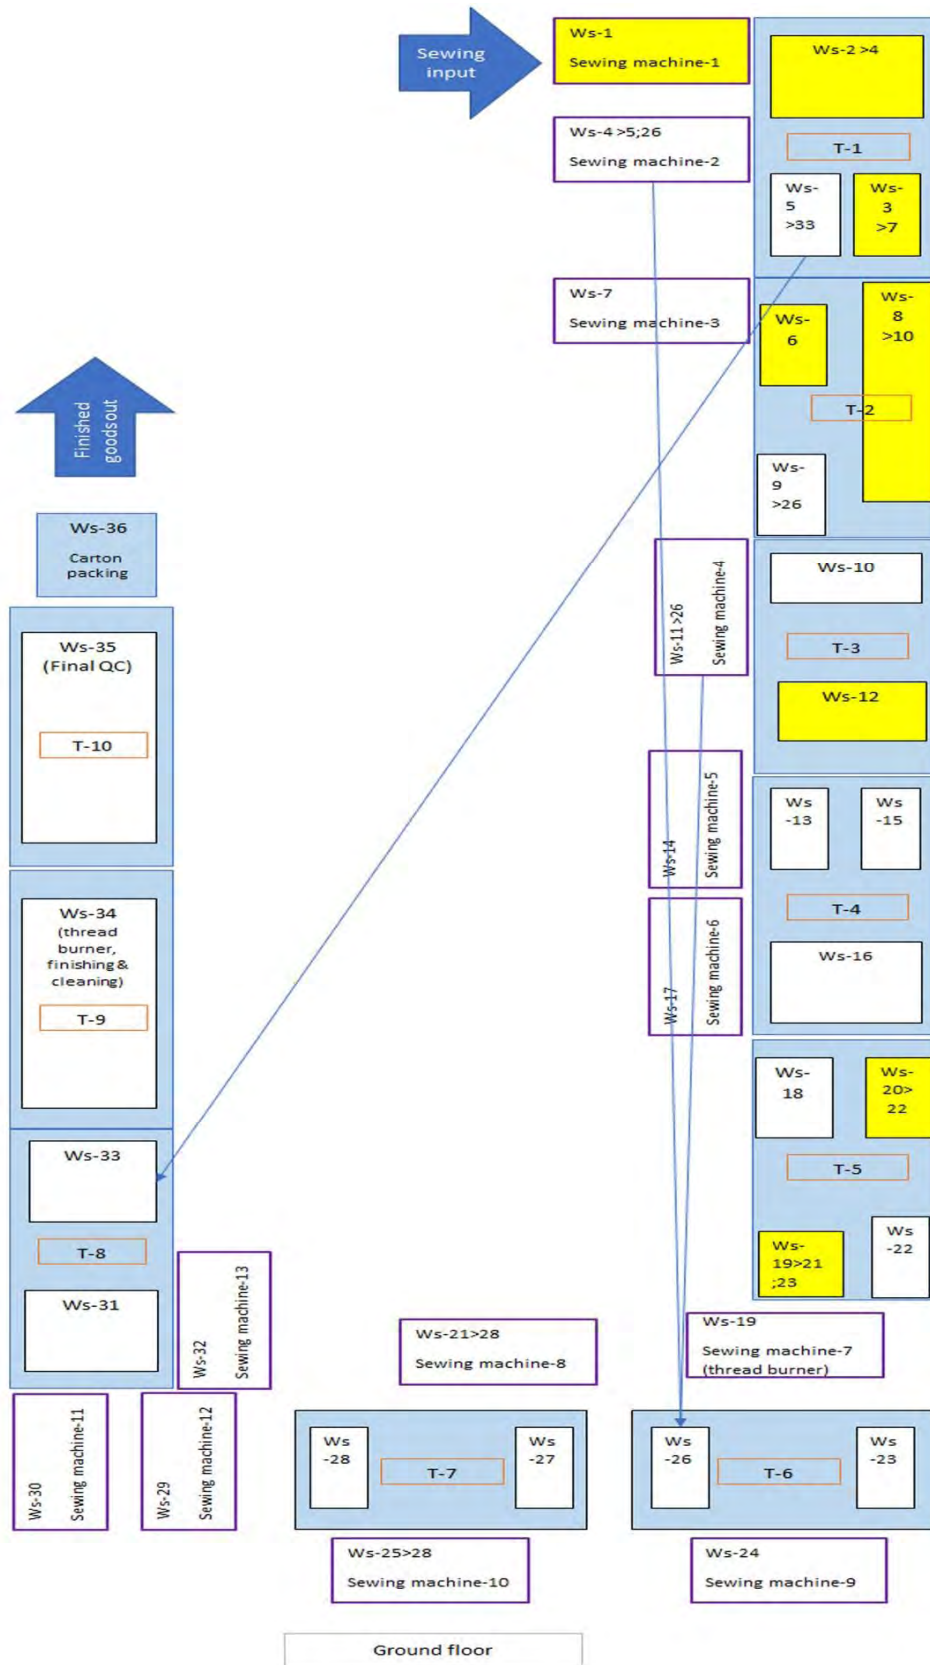 Sewing
input
Ws-1
Sewing machine-1
Ws-2 >4
Ws-4 >5;26
Sewing machine-2
T-1
Ws-
5
>33
Ws-
3
>7
Ws-7
Sewing machine-3
Ws-
6
Ws-
8
>10
T-2
Ws-
9
>26
Finished
goodsout
Ws-36
Carton
packing
Ws-11 >26
Sewing machine-4
Ws-10
T-3
Ws-12
Ws-35
(Final QC)
T-10
Ws-14
Sewing machine-5
Ws
-13
Ws
-15
T-4
Ws-16
Ws-34
(thread
burner,
finishing&
cleaning)
T-9
Ws-17
Sewing machine-6
Ws-
18
Ws-
20>
22
T-5
Ws-
19>21
;23
Ws
-22
Ws-33
T-8
Ws-31
Ws-32
Sewing machine-13
Ws-30
Sewing machine-11
Ws-29
Sewing machine-12
Ws-21>28
Sewing machine-8
Ws-19
Sewing machine-7
(thread burner)
Ws
-28
T-7
Ws
-27
Ws
-26
T-6
Ws
-23
Ws-25>28
Sewing machine-10
Ws-24
Sewing machine-9
Ground floor